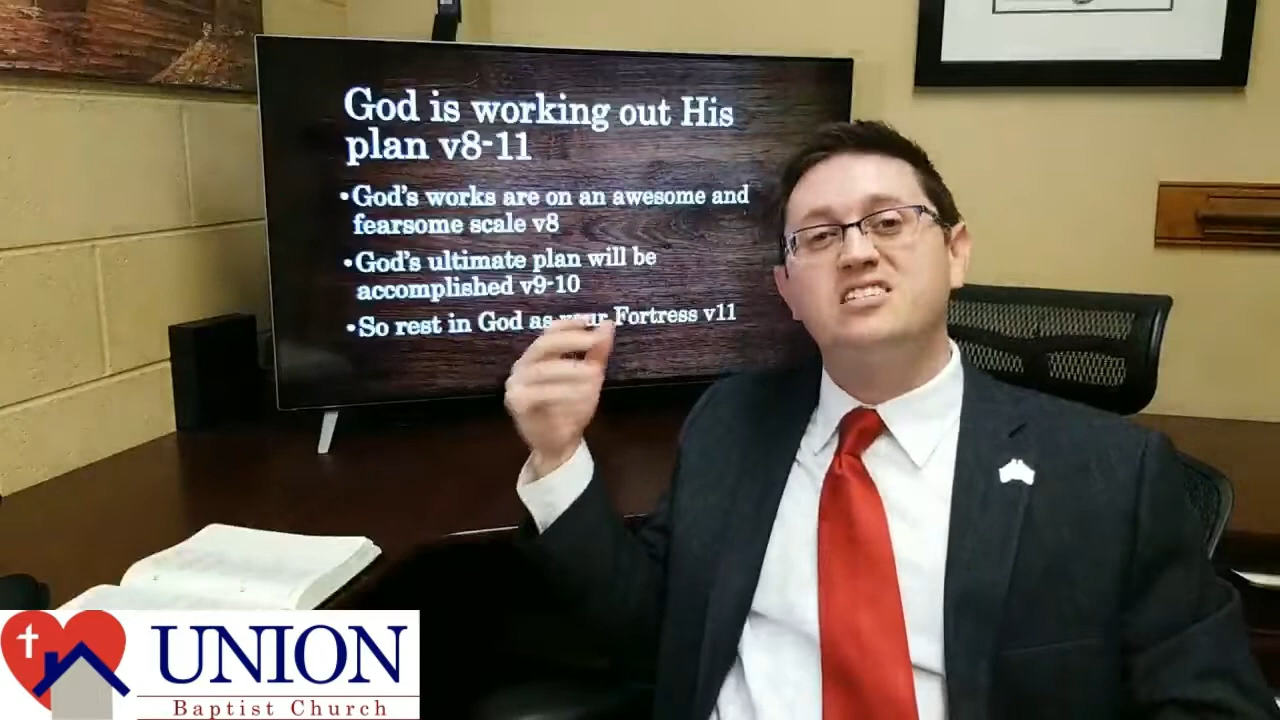 God is working out His
plan v8-11
•God's works are on an awesome and
fearsome scale v8
•God's ultimate plan will be
accomplished v9-10
•So rest in God as your Fortress v11
UNION
Baptist Church